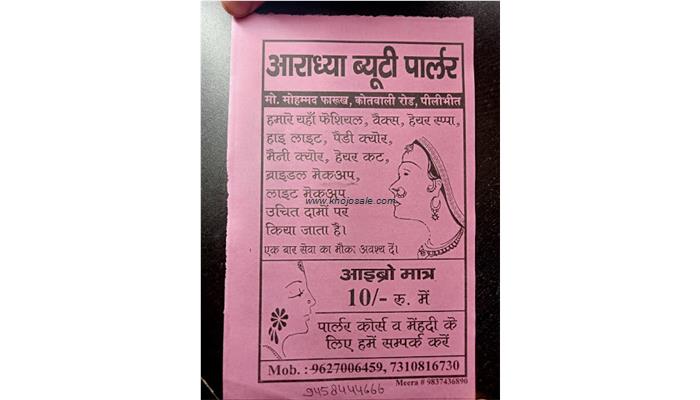 आराध्या ब्यूटी पार्लर
मो. मोहम्मद फारूख, कोतवाली रोड, पीलीभीत
हमारे यहाँ फेशियल, वैक्स, हेयर स्पा,
हाइ लाइट, पैडी क्योर,
मैनी क्योर, हेयर कट,
ब्राइडल मेकअप,
लाइट मेकअप
www.khojosale.com
उचित दामों पर
किया जाता है।
एक बार सेवा का मौका अवश्य दें।
आइब्रो मात्र
10/- रु. में
पार्लर कोर्स व मेंहदी के
लिए हमें सम्पर्क करें
Mob. : 9627006459, 7310816730
Meera # 9837436890
9458444666